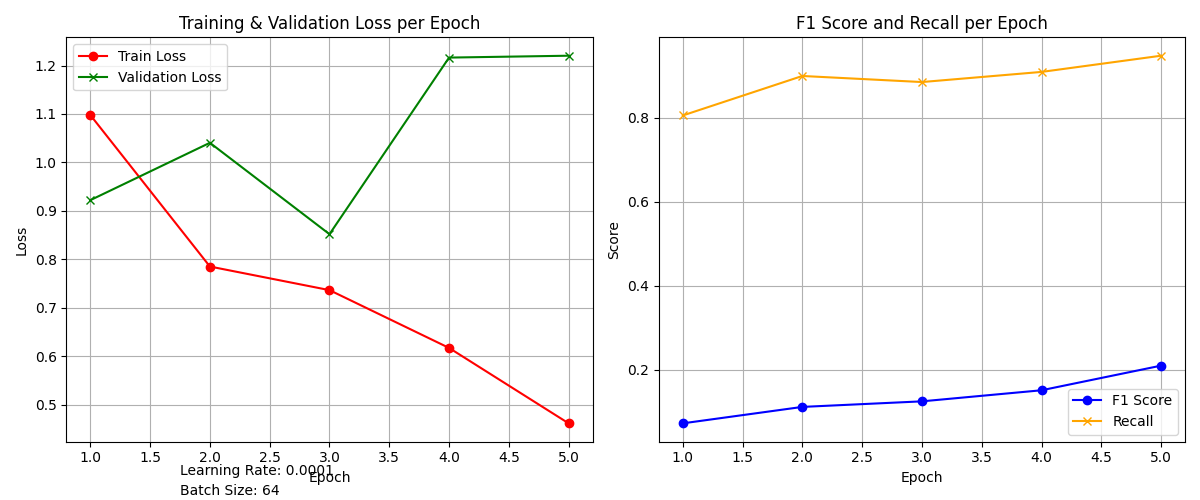 Training & Validation Loss per Epoch
Train Loss
Validation Loss
1.2
1.1
1.0
0.9
0.8
0.7
0.6
0.5
Loss
1.0 1.5 2.0 2.5 3.0 3.5 4.0 4.5 5.0
Epoch
Learning Rate: 0.0001
Batch Size: 64
F1 Score and Recall per Epoch
0.8
0.6
0.4
0.2
Score
F1 Score
Recall
1.0 1.5 2.0 2.5 3.0 3.5 4.0 4.5 5.0
Epoch